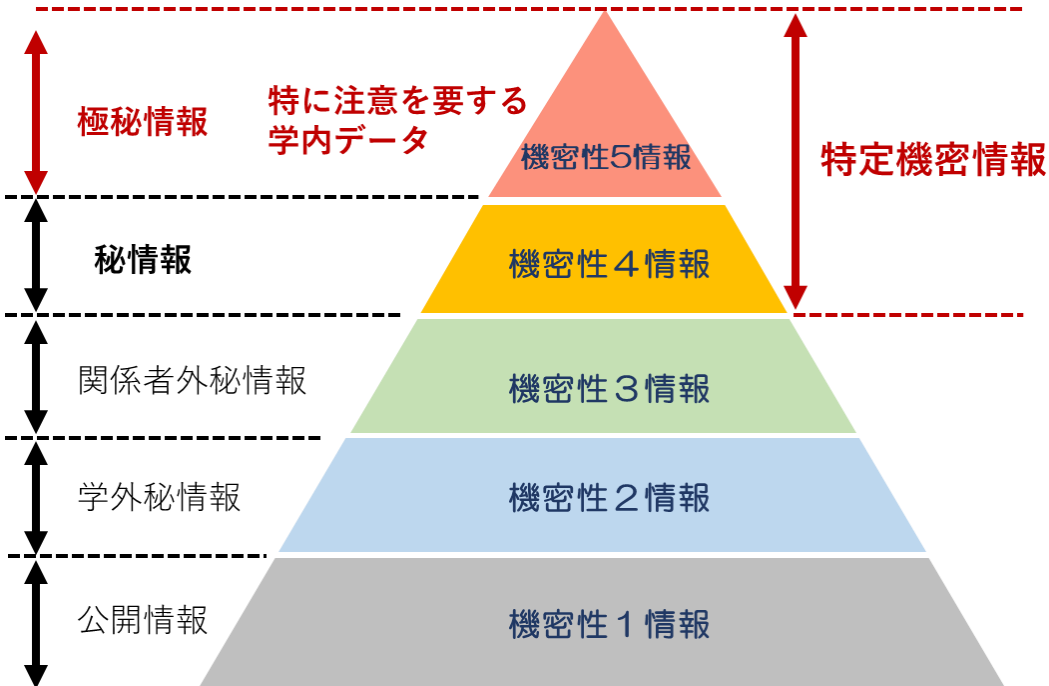 極秘情報
特に注意を要する
学内データ
機密性5情報
特定機密情報
秘情報
機密性４情報
関係者外秘情報
機密性３情報
学外秘情報
機密性２情報
公開情報
機密性１情報